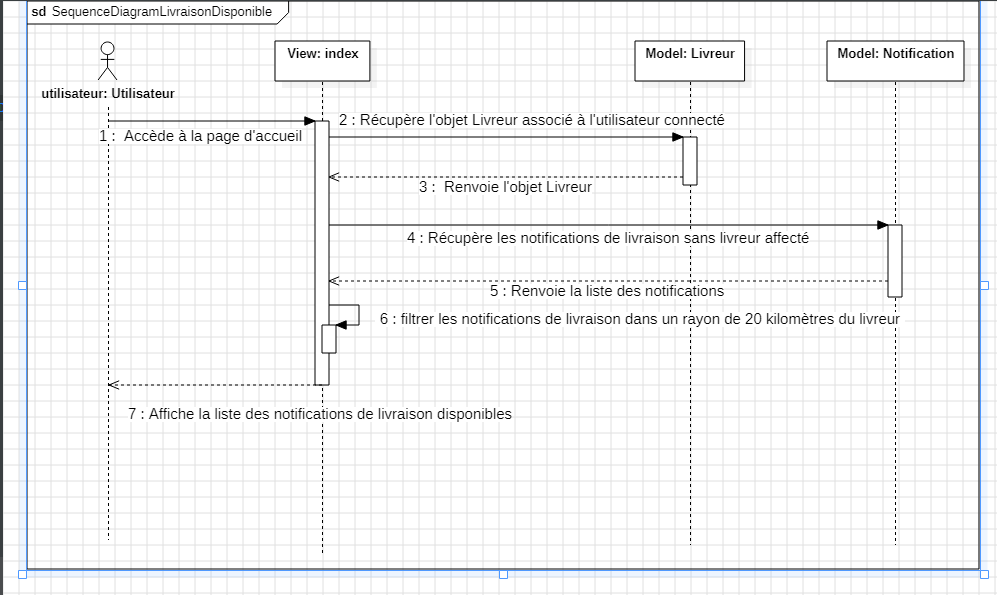 sd SequenceDiagramLivraisonDisponible
View: index
Model: Livreur
Model: Notification
utilisateur: Utilisateur
2 : Récupère l'objet Livreur associé à l'utilisateur connecté
1 : Accède à la page d'accueil
3 : Renvoie l'objet Livreur
4 : Récupère les notifications de livraison sans livreur affecté
5 : Renvoie la liste des notifications
6 : filtrer les notifications de livraison dans un rayon de 20 kilomètres du livreur
7 : Affiche la liste des notifications de livraison disponibles